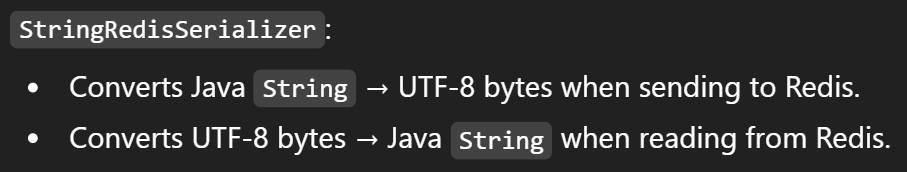 StringRedisSerializer:
• Converts Java String → UTF-8 bytes when sending to Redis.
• Converts UTF-8 bytes → Java String when reading from Redis.